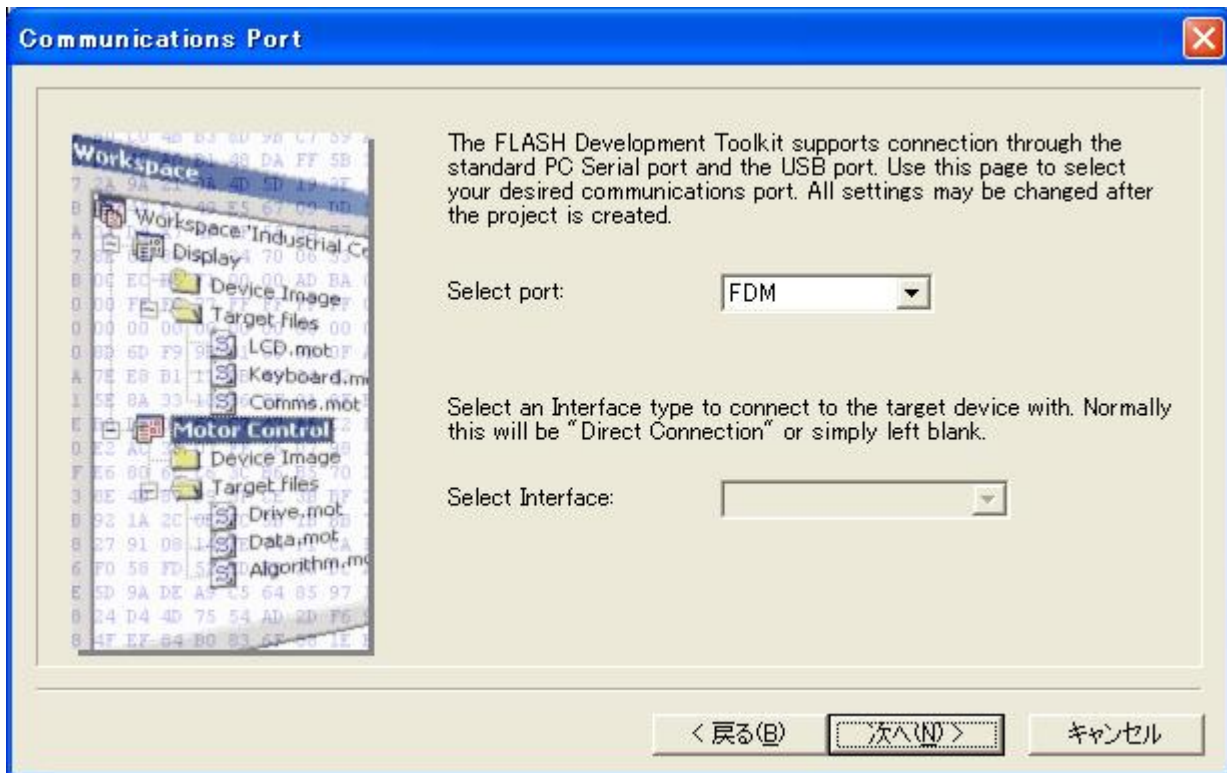 Communications Port
Workspace
Workspace 'Industrial Co
Display
Device Image
Target files
LCD.mot
Keyboard.m
Comms.mot
Motor Control
Device Image
Target files
Drive.mot
Data.mot
Algorithm.mo
The FLASH Development Toolkit supports connection through the
standard PC Serial port and the USB port. Use this page to select
your desired communications port. All settings may be changed after
the project is created.
Select port:
FDM
Select an Interface type to connect to the target device with. Normally
this will be "Direct Connection" or simply left blank.
Select Interface:
< 戻る(B)
次へ(N) >
キャンセル